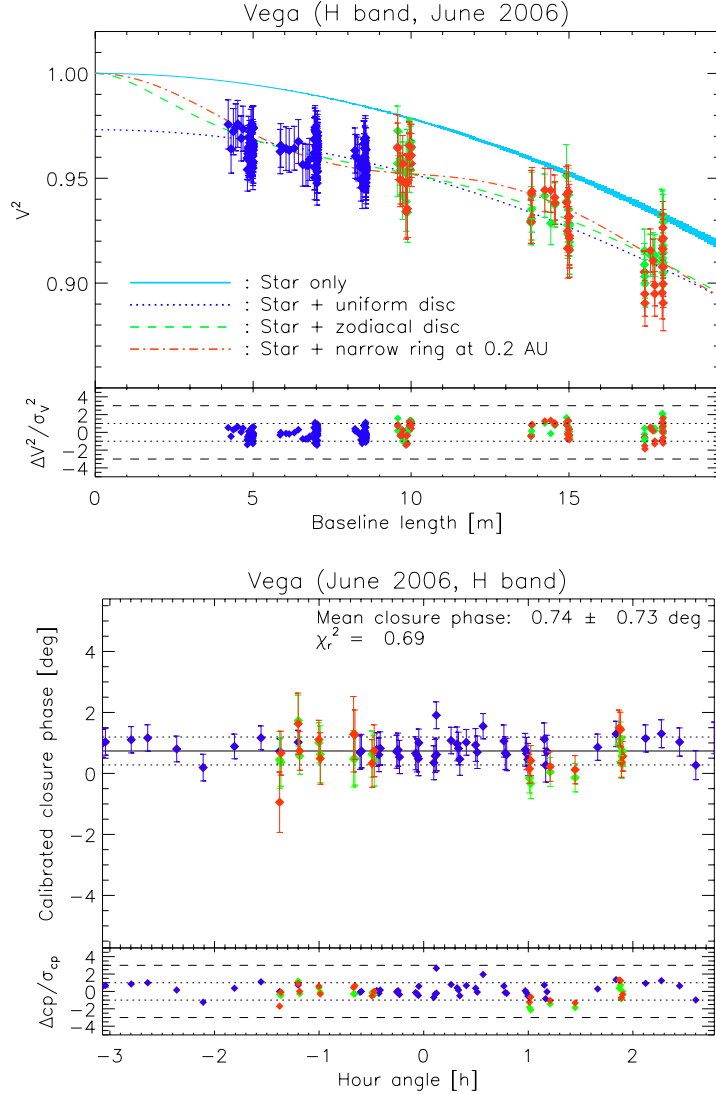 Vega (H band, June 2006)
1.00
0.95
0.90
V²
: Star only
: Star + uniform disc
: Star + zodiacal disc
: Star + narrow ring at 0.2 AU
4
2
0
−2
−4
ΔV²/σ_V²
0 5 10 15
Baseline length [m]
Vega (June 2006, H band)
Mean closure phase: 0.74 ± 0.73 deg
χ_r² = 0.69
4
2
0
−2
−4
Calibrated closure phase [deg]
4
2
0
−2
−4
Δcp/σ_cp
−3 −2 −1 0 1 2
Hour angle [h]